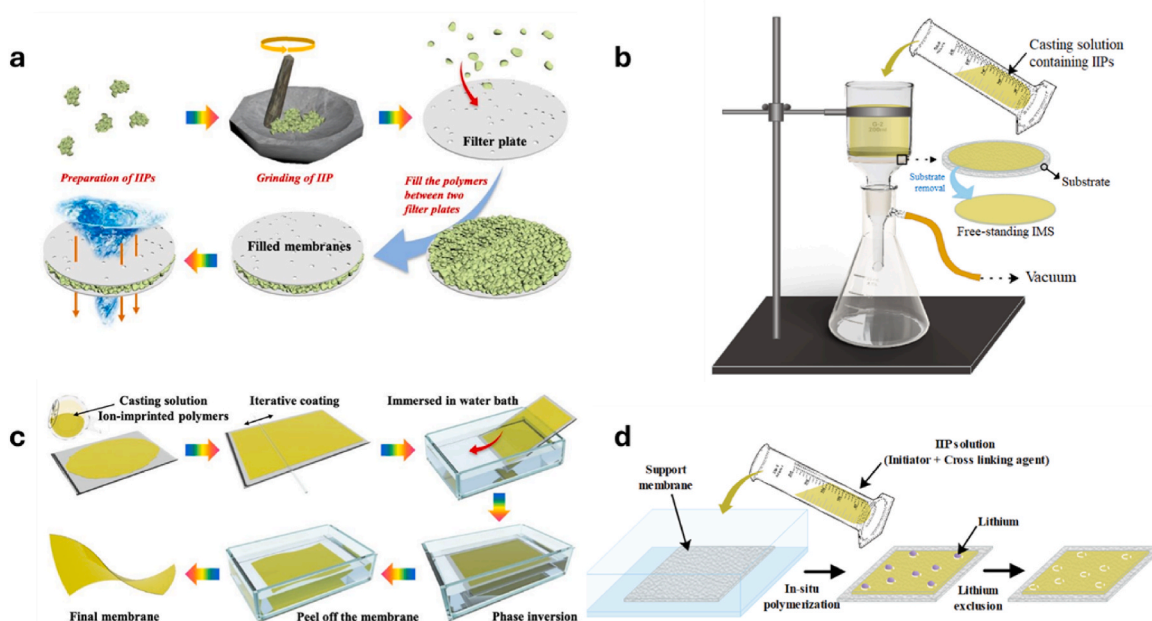 a
Filter plate
Preparation of IIPs
Grinding of IIP
Fill the polymers
between two
filter plates
Filled membranes
b
Casting solution
containing IIPs
Substrate
Substrate
removal
Free-standing IMS
Vacuum
c
Casting solution
Ion-imprinted polymers
Iterative coating
Immersed in water bath
Final membrane
Peel off the membrane
Phase inversion
d
IIP solution
(Initiator + Cross linking agent)
Support
membrane
Lithium
In-situ
polymerization
Lithium
exclusion